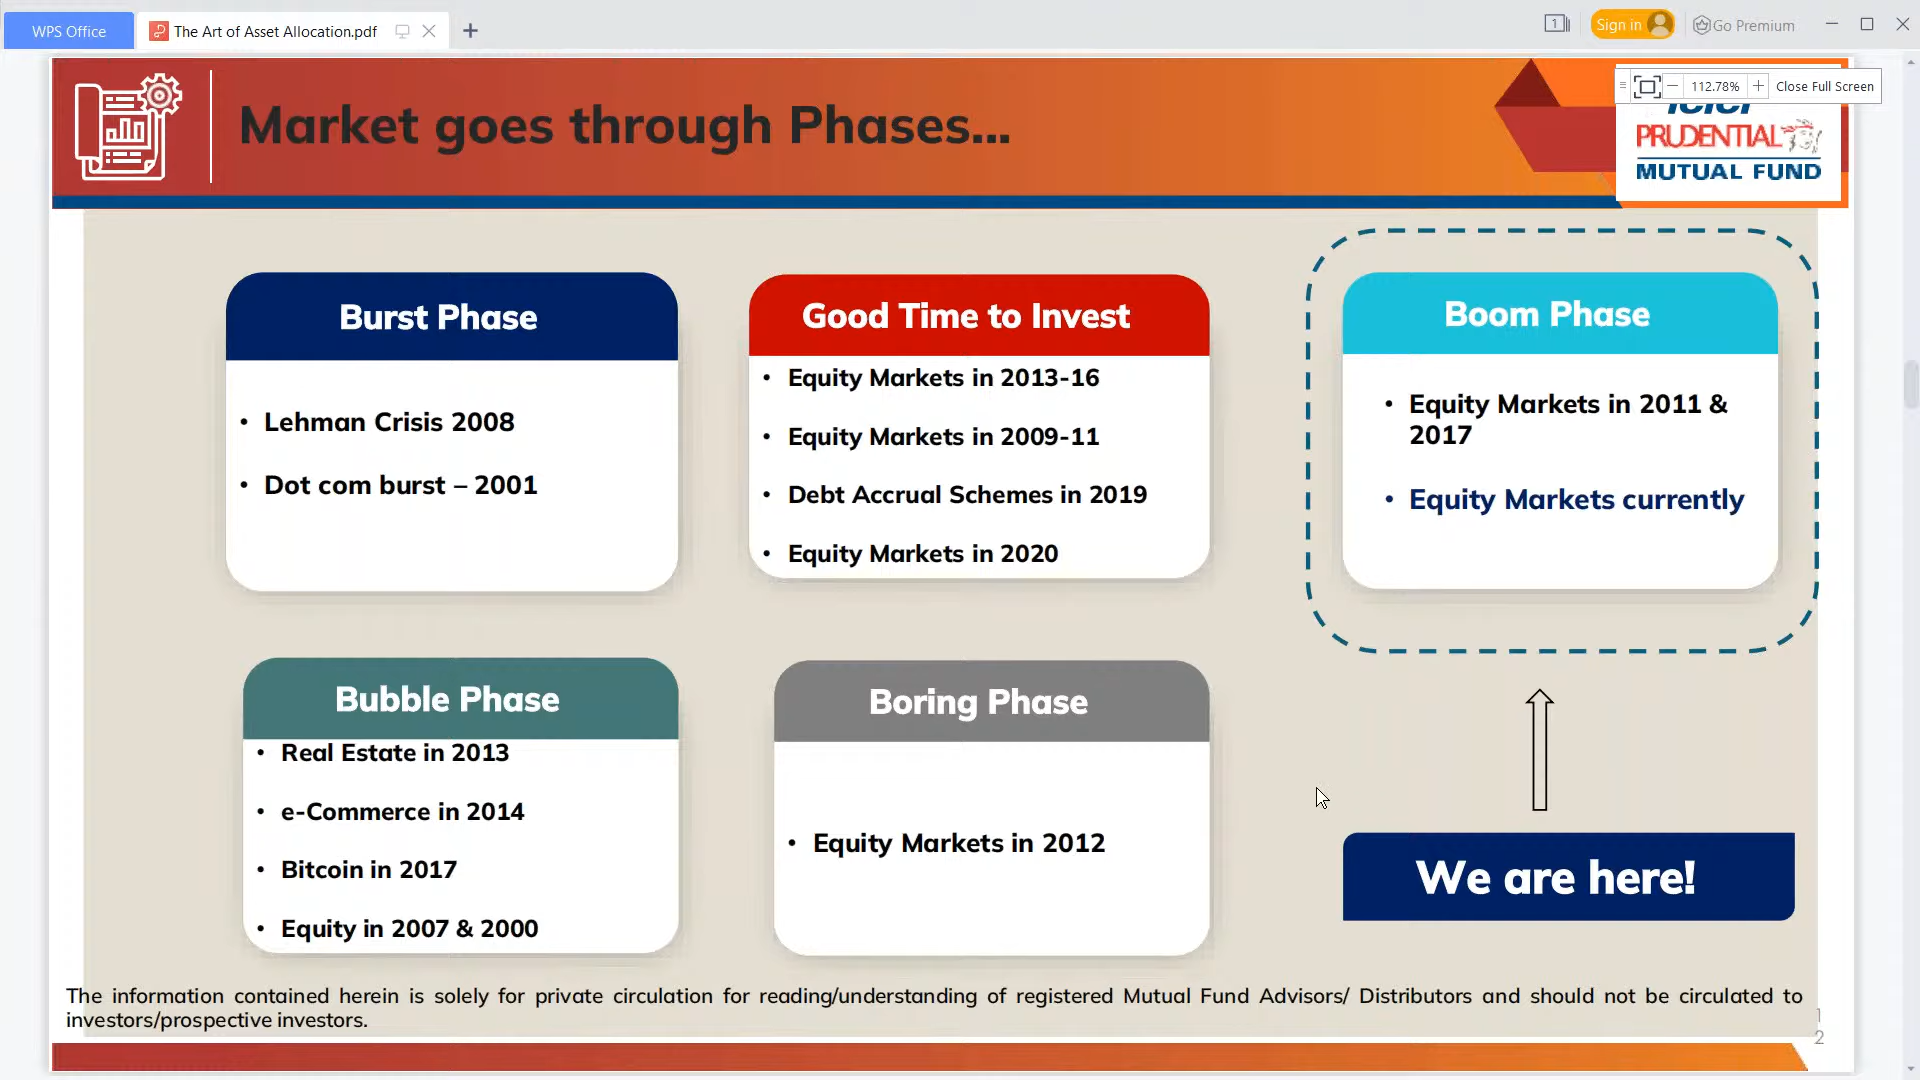 WPS Office
The Art of Asset Allocation.pdf
1
Sign in
Go Premium
112.78%
Close Full Screen
Market goes through Phases...
PRUDENTIAL
MUTUAL FUND
Burst Phase
• Lehman Crisis 2008
• Dot com burst – 2001
Good Time to Invest
• Equity Markets in 2013-16
• Equity Markets in 2009-11
• Debt Accrual Schemes in 2019
• Equity Markets in 2020
Boom Phase
• Equity Markets in 2011 &
2017
• Equity Markets currently
Bubble Phase
• Real Estate in 2013
• e-Commerce in 2014
• Bitcoin in 2017
• Equity in 2007 & 2000
Boring Phase
• Equity Markets in 2012
We are here!
The information contained herein is solely for private circulation for reading/understanding of registered Mutual Fund Advisors/ Distributors and should not be circulated to
investors/prospective investors.
1
2